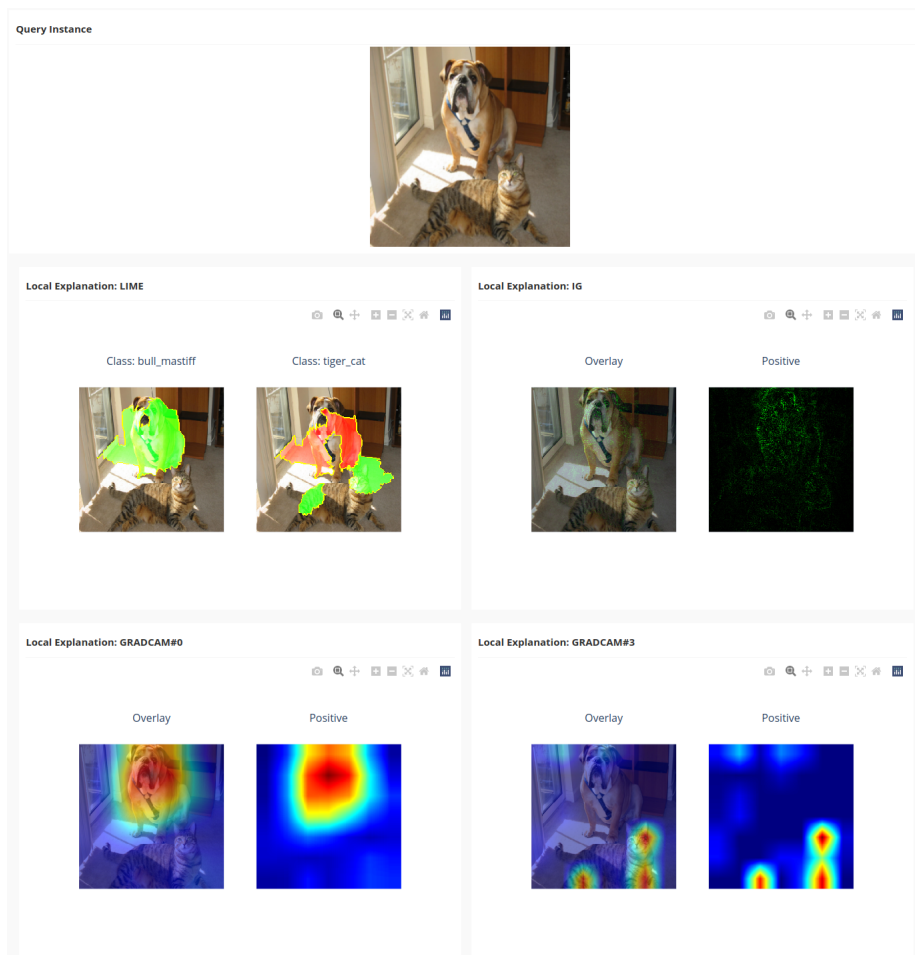 Query Instance
Local Explanation: LIME
Class: bull_mastiff
Class: tiger_cat
Local Explanation: IG
Overlay
Positive
Local Explanation: GRADCAM#0
Overlay
Positive
Local Explanation: GRADCAM#3
Overlay
Positive